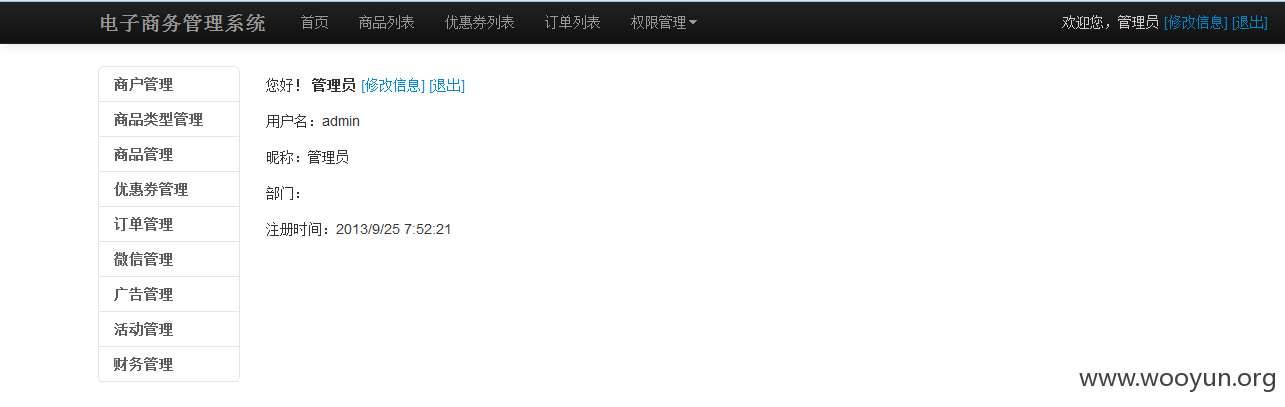 电子商务管理系统 首页 商品列表 优惠券列表 订单列表 权限管理 欢迎您，管理员 [修改信息] [退出]
商户管理
商品类型管理
商品管理
优惠券管理
订单管理
微信管理
广告管理
活动管理
财务管理
您好！ 管理员 [修改信息] [退出]
用户名：admin
昵称：管理员
部门：
注册时间：2013/9/25 7:52:21
www.wooyun.org